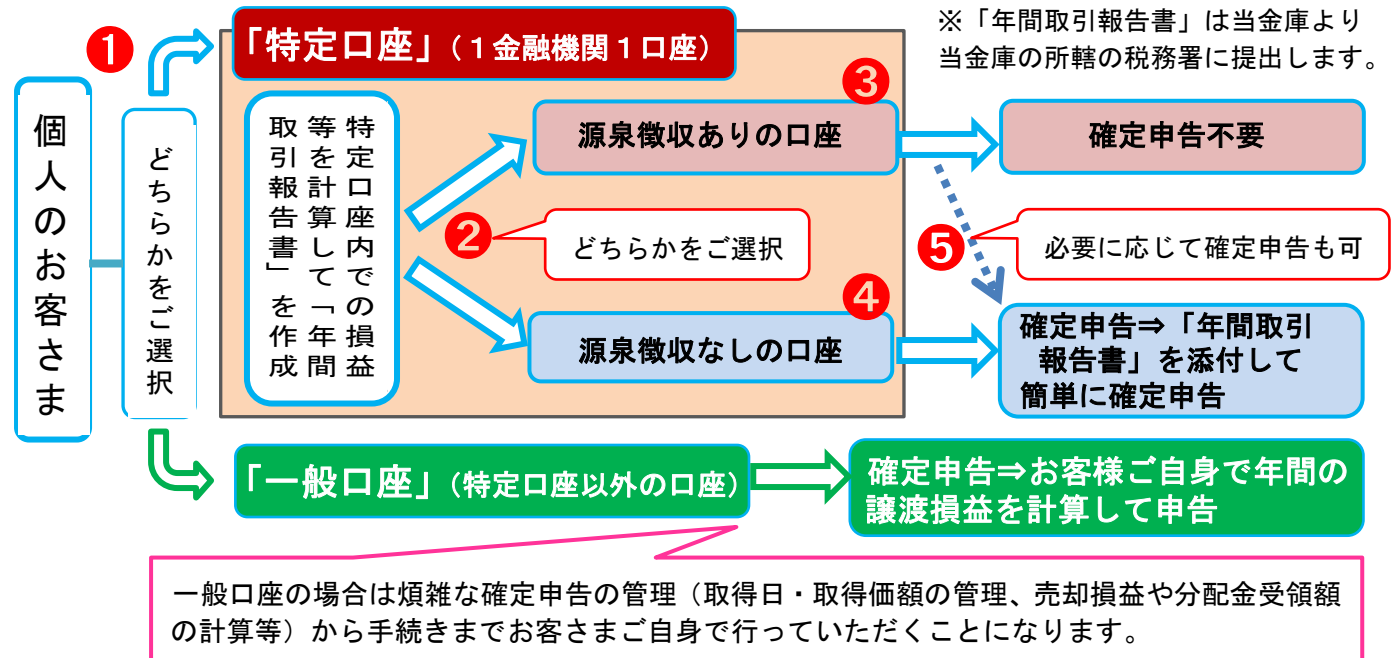 ※「年間取引報告書」は当金庫より
当金庫の所轄の税務署に提出します。
❶
個人のお客さま
どちらかをご選択
「特定口座」（１金融機関１口座）
特定口座内での損益
等を計算して「年間
取引報告書」を作成
❷
どちらかをご選択
❸
源泉徴収ありの口座
確定申告不要
❺
必要に応じて確定申告も可
❹
源泉徴収なしの口座
確定申告⇒「年間取引
報告書」を添付して
簡単に確定申告
「一般口座」（特定口座以外の口座）
確定申告⇒お客様ご自身で年間の
譲渡損益を計算して申告
一般口座の場合は煩雑な確定申告の管理（取得日・取得価額の管理、売却損益や分配金受領額
の計算等）から手続きまでお客さまご自身で行っていただくことになります。